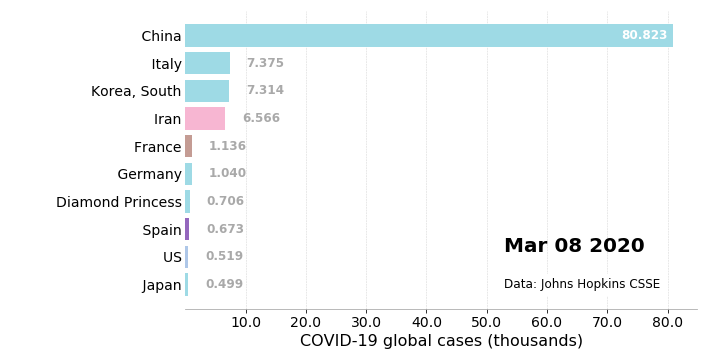 China 80.823
Italy 7.375
Korea, South 7.314
Iran 6.566
France 1.136
Germany 1.040
Diamond Princess 0.706
Spain 0.673
US 0.519
Japan 0.499
Mar 08 2020
Data: Johns Hopkins CSSE
10.0 20.0 30.0 40.0 50.0 60.0 70.0 80.0
COVID-19 global cases (thousands)